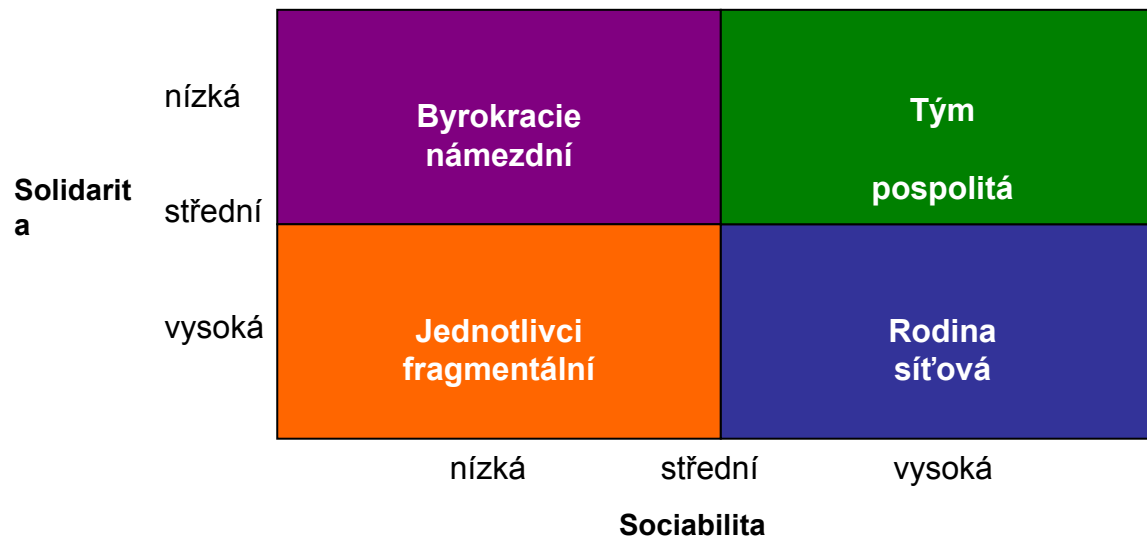 nízká
Byrokracie
námezdní
Tým
pospolitá
Solidarit
a
střední
vysoká
Jednotlivci
fragmentální
Rodina
síťová
nízká
střední
vysoká
Sociabilita